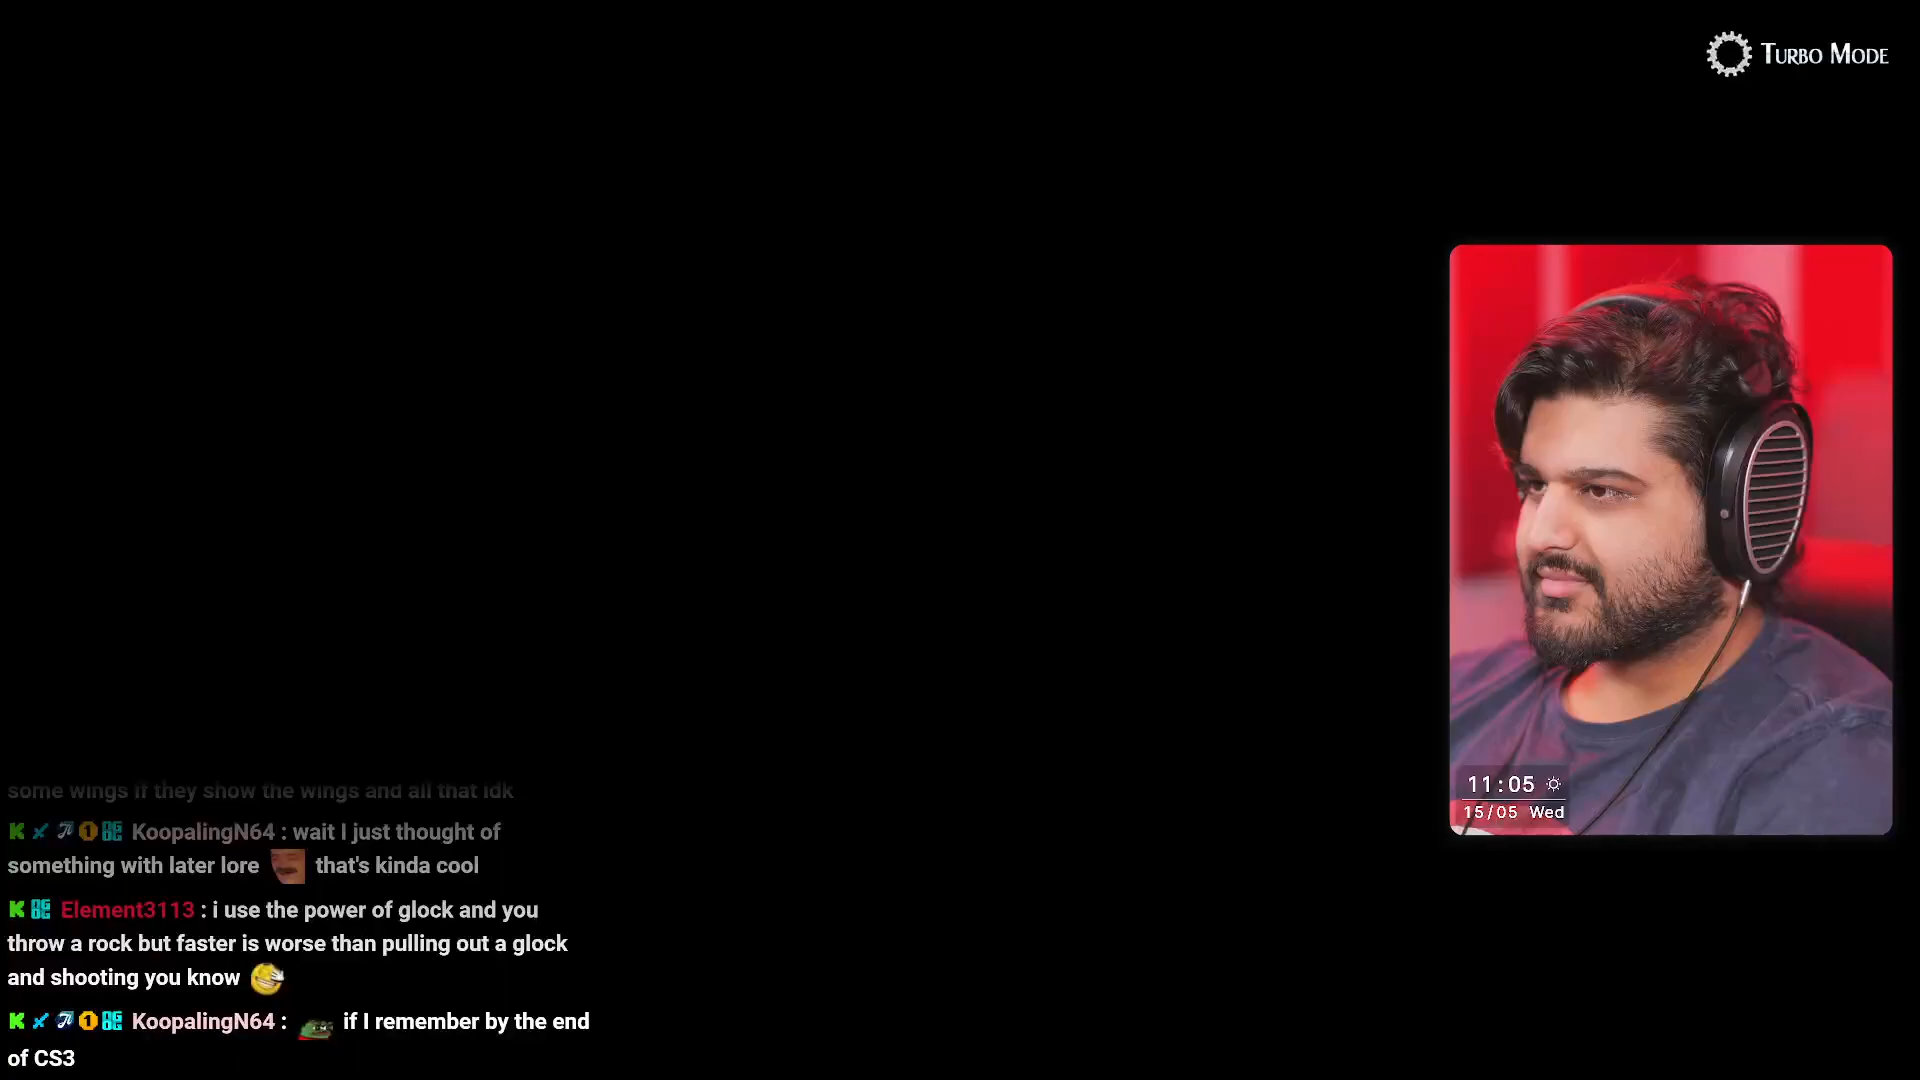 TURBO MODE
11:05
15/05 Wed
some wings if they show the wings and all that idk
KoopalingN64 : wait I just thought of
something with later lore that's kinda cool
Element3113 : i use the power of glock and you
throw a rock but faster is worse than pulling out a glock
and shooting you know
KoopalingN64 : if I remember by the end
of CS3